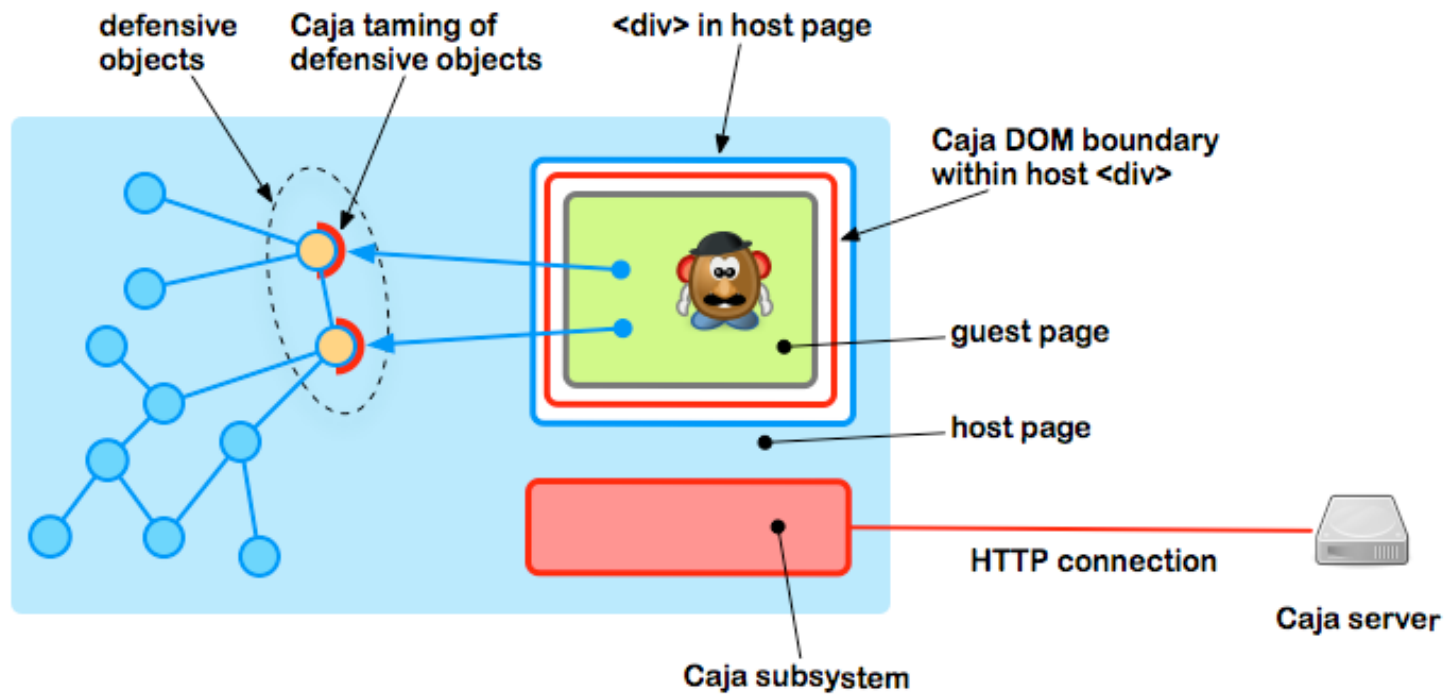 defensive
objects
Caja taming of
defensive objects
<div> in host page
Caja DOM boundary
within host <div>
guest page
host page
HTTP connection
Caja server
Caja subsystem